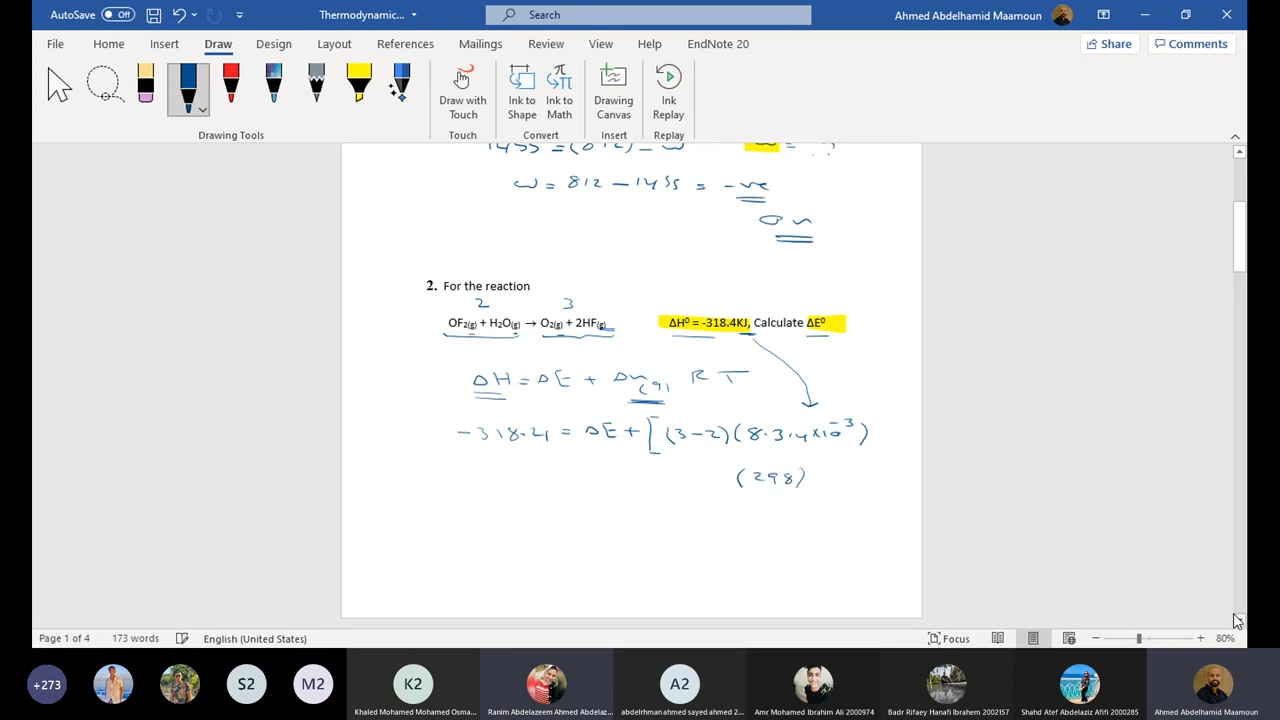 AutoSave Off Thermodynamic... Search Ahmed Abdelhamid Maamoun
File Home Insert Draw Design Layout References Mailings Review View Help EndNote 20 Share Comments
Draw with Touch Ink to Shape Ink to Math Drawing Canvas Ink Replay
Drawing Tools Touch Convert Insert Replay
ω = 812 - 1455 = -ve
on
2. For the reaction
2 3
OF₂(g) + H₂O(g) → O₂(g) + 2HF(g) ΔH⁰ = -318.4KJ, Calculate ΔE⁰
ΔH = ΔE + Δn(g) R T
-318.4 = ΔE + [(3-2)(8.314×10⁻³)
(298)
Page 1 of 4 173 words English (United States) Focus 80%
+273 S2 M2 K2 A2
Khaled Mohamed Mohamed Osma... Ranim Abdelazeem Ahmed Abdelaz... abdelrhman sayed ahmed 2... Amr Mohamed Ibrahim Ali 2000974 Badr Rifaey Hanafi Ibrahem 2002157 Shahd Atef Abdelaziz Afifi 2000285 Ahmed Abdelhamid Maamoun